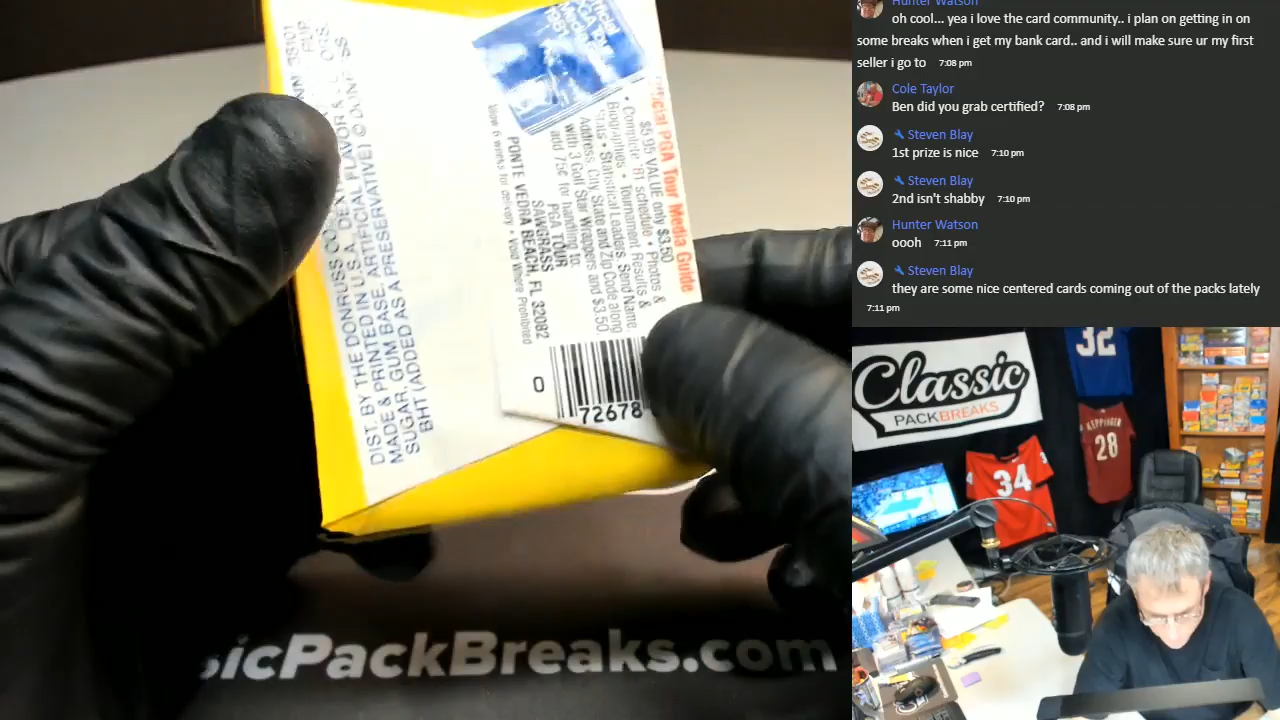 Official PGA Tour Media Guide
$5.95 VALUE only $3.50
• Complete '81 schedule • Photos &
Biographies • Tournament Results &
Stats • Statistical Leaders. Send Name
Address, City, State and Zip Code along
with 3 Golf Star Wrappers and $3.50
add 75¢ for handling to:
PGA TOUR
SAWGRASS
PONTE VEDRA BEACH, FL 32082
Allow 6 weeks for delivery • Void Where Prohibited
0
72678
DIST. BY THE DONRUSS
MADE & PRINTED IN U.S.A.
SUGAR, GUM BASE, ARTIFICIAL FLAVOR
BHT (ADDED AS A PRESERVATIVE) ©
sicPackBreaks.com
Hunter Watson
oh cool... yea i love the card community.. i plan on getting in on
some breaks when i get my bank card.. and i will make sure ur my first
seller i go to 7:08 pm
Cole Taylor
Ben did you grab certified? 7:08 pm
Steven Blay
1st prize is nice 7:10 pm
Steven Blay
2nd isn't shabby 7:10 pm
Hunter Watson
oooh 7:11 pm
Steven Blay
they are some nice centered cards coming out of the packs lately
7:11 pm
Classic
PACKBREAKS
32
34
KEPPINGER
28